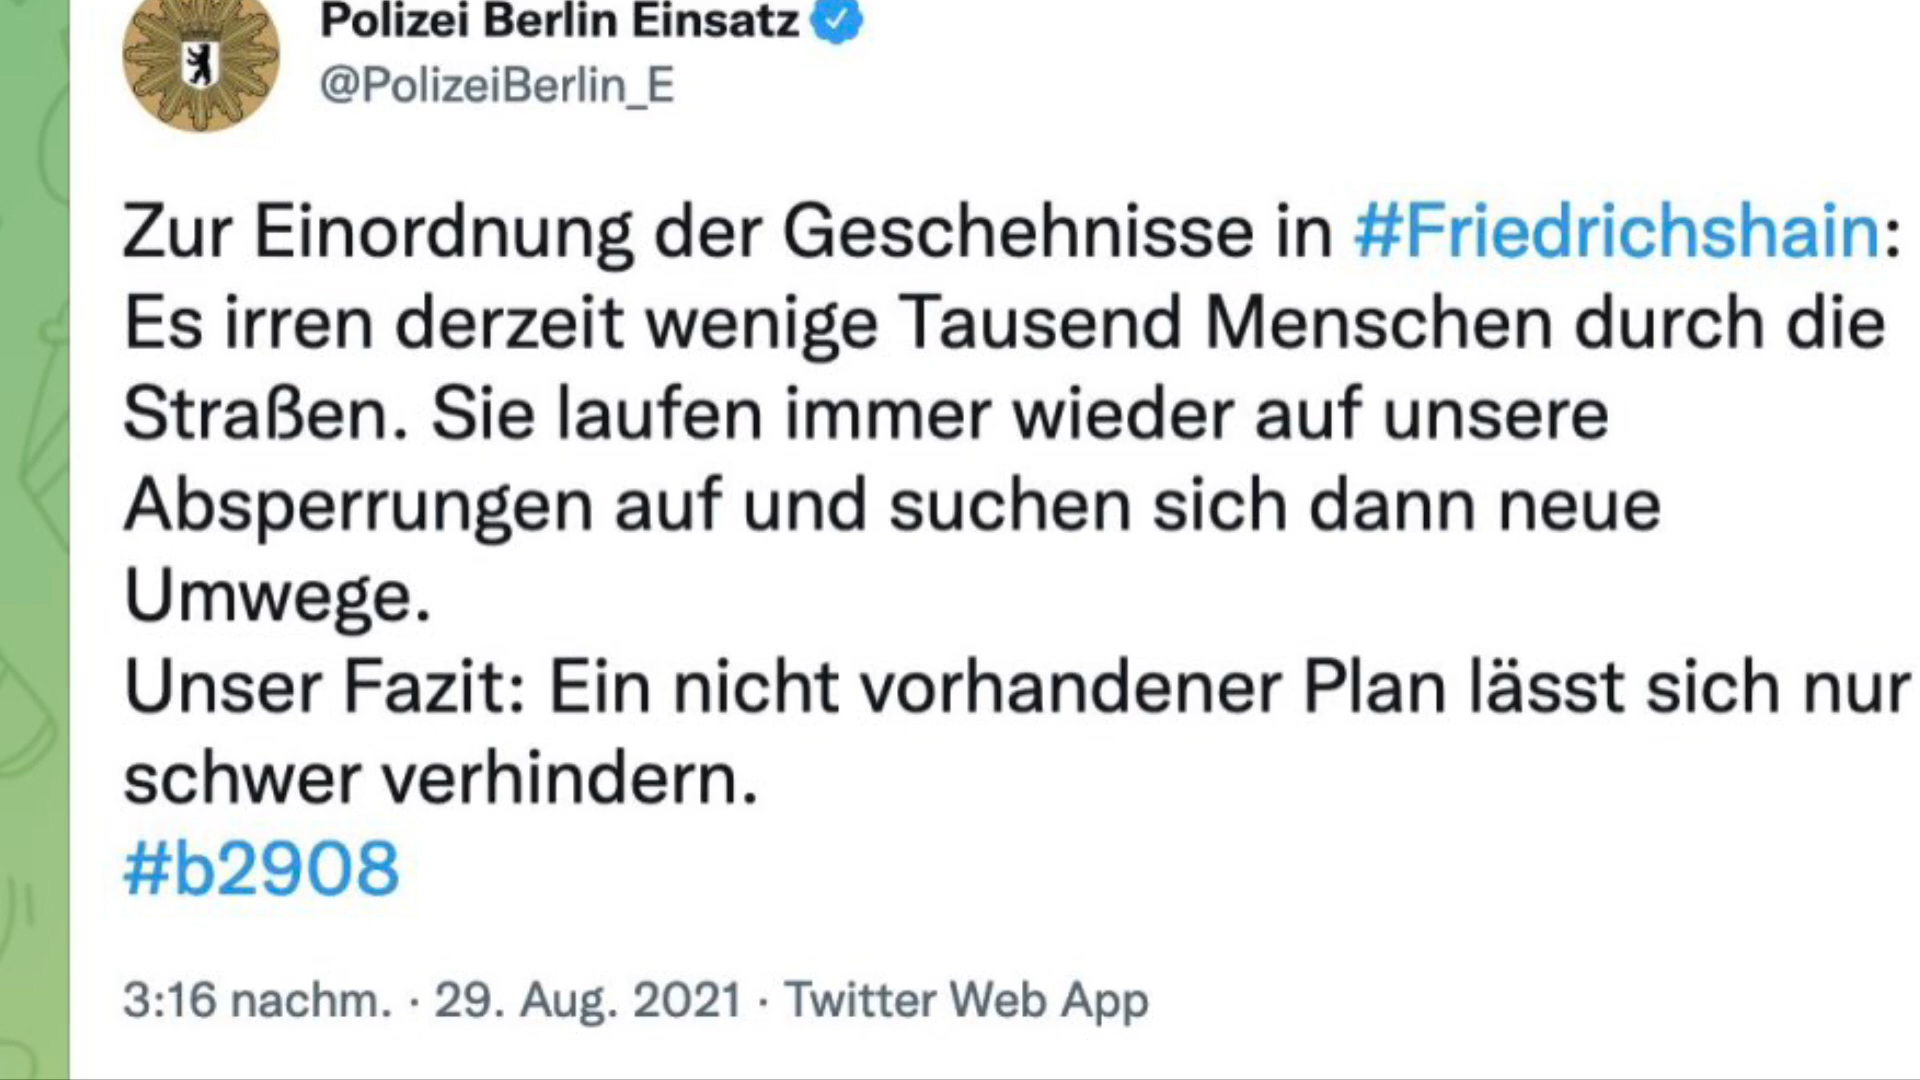 Polizei Berlin Einsatz
@PolizeiBerlin_E
Zur Einordnung der Geschehnisse in #Friedrichshain:
Es irren derzeit wenige Tausend Menschen durch die
Straßen. Sie laufen immer wieder auf unsere
Absperrungen auf und suchen sich dann neue
Umwege.
Unser Fazit: Ein nicht vorhandener Plan lässt sich nur
schwer verhindern.
#b2908
3:16 nachm. · 29. Aug. 2021 · Twitter Web App